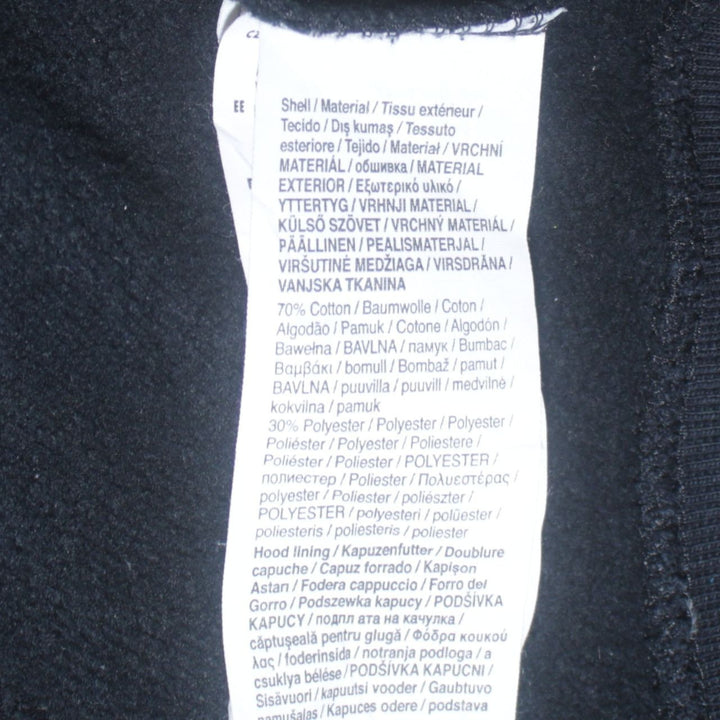 EE
Shell / Material / Tissu extérieur /
Tecido / Dış kumaş / Tessuto
esteriore / Tejido / Materiał / VRCHNÍ
MATERIÁL / обшивка / MATERIAL
EXTERIOR / Εξωτερικό υλικό /
YTTERTYG / VRHNJI MATERIAL /
KÜLSŐ SZÖVET / VRCHNÝ MATERIÁL /
PÄÄLLINEN / PEALISMATERJAL /
VIRŠUTINĖ MEDŽIAGA / VIRSDRĀNA /
VANJSKA TKANINA
70% Cotton / Baumwolle / Coton /
Algodão / Pamuk / Cotone / Algodón /
Bawełna / BAVLNA / памук / Bumbac /
Βαμβάκι / bomull / Bombaž / pamut /
BAVLNA / puuvilla / puuvill / medvilnė /
kokvilna / pamuk
30% Polyester / Polyester / Polyester /
Poliéster / Polyester / Poliestere /
Poliéster / Poliester / POLYESTER /
полиестер / Poliester / Πολυεστέρας /
polyester / Poliester / poliészter /
POLYESTER / polyesteri / polüester /
poliesteris / poliesteris / poliester
Hood lining / Kapuzenfutter / Doublure
capuche / Capuz forrado / Kapişon
Astarı / Fodera cappuccio / Forro del
Gorro / Podszewka kapucy / PODŠÍVKA
KAPUCY / подпл ата на качулка /
căptușeală pentru glugă / Φόδρα κουκού
λας / foderinsida / notranja podloga / a
csuklya bélése / PODŠÍVKA KAPUCNI /
Sisävuori / kapuutsi vooder / Gaubtuvo
pamušalas / Kapuces odere / podstava